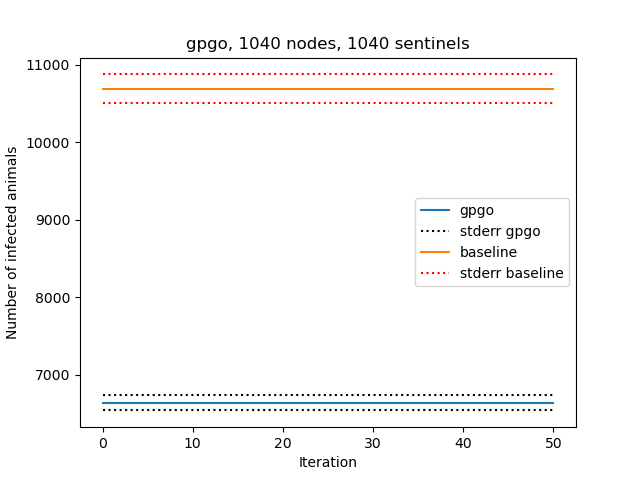 gpgo, 1040 nodes, 1040 sentinels
11000
10000
9000
8000
7000
Number of infected animals
gpgo
stderr gpgo
baseline
stderr baseline
0 10 20 30 40 50
Iteration